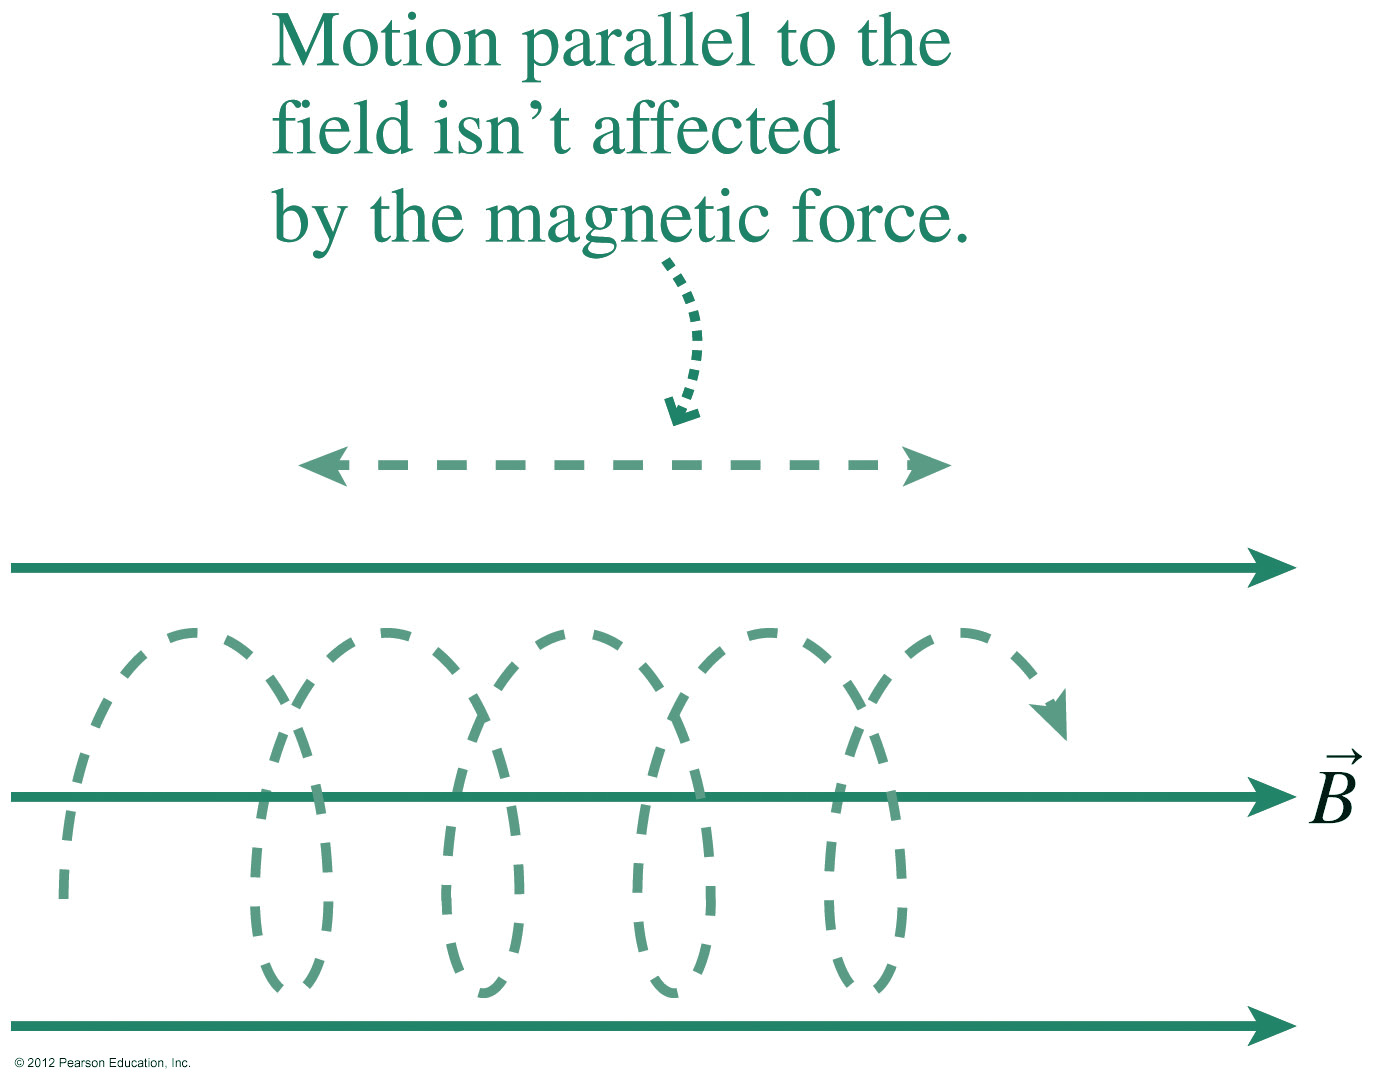 Motion parallel to the
field isn’t affected
by the magnetic force.
B
© 2012 Pearson Education, Inc.